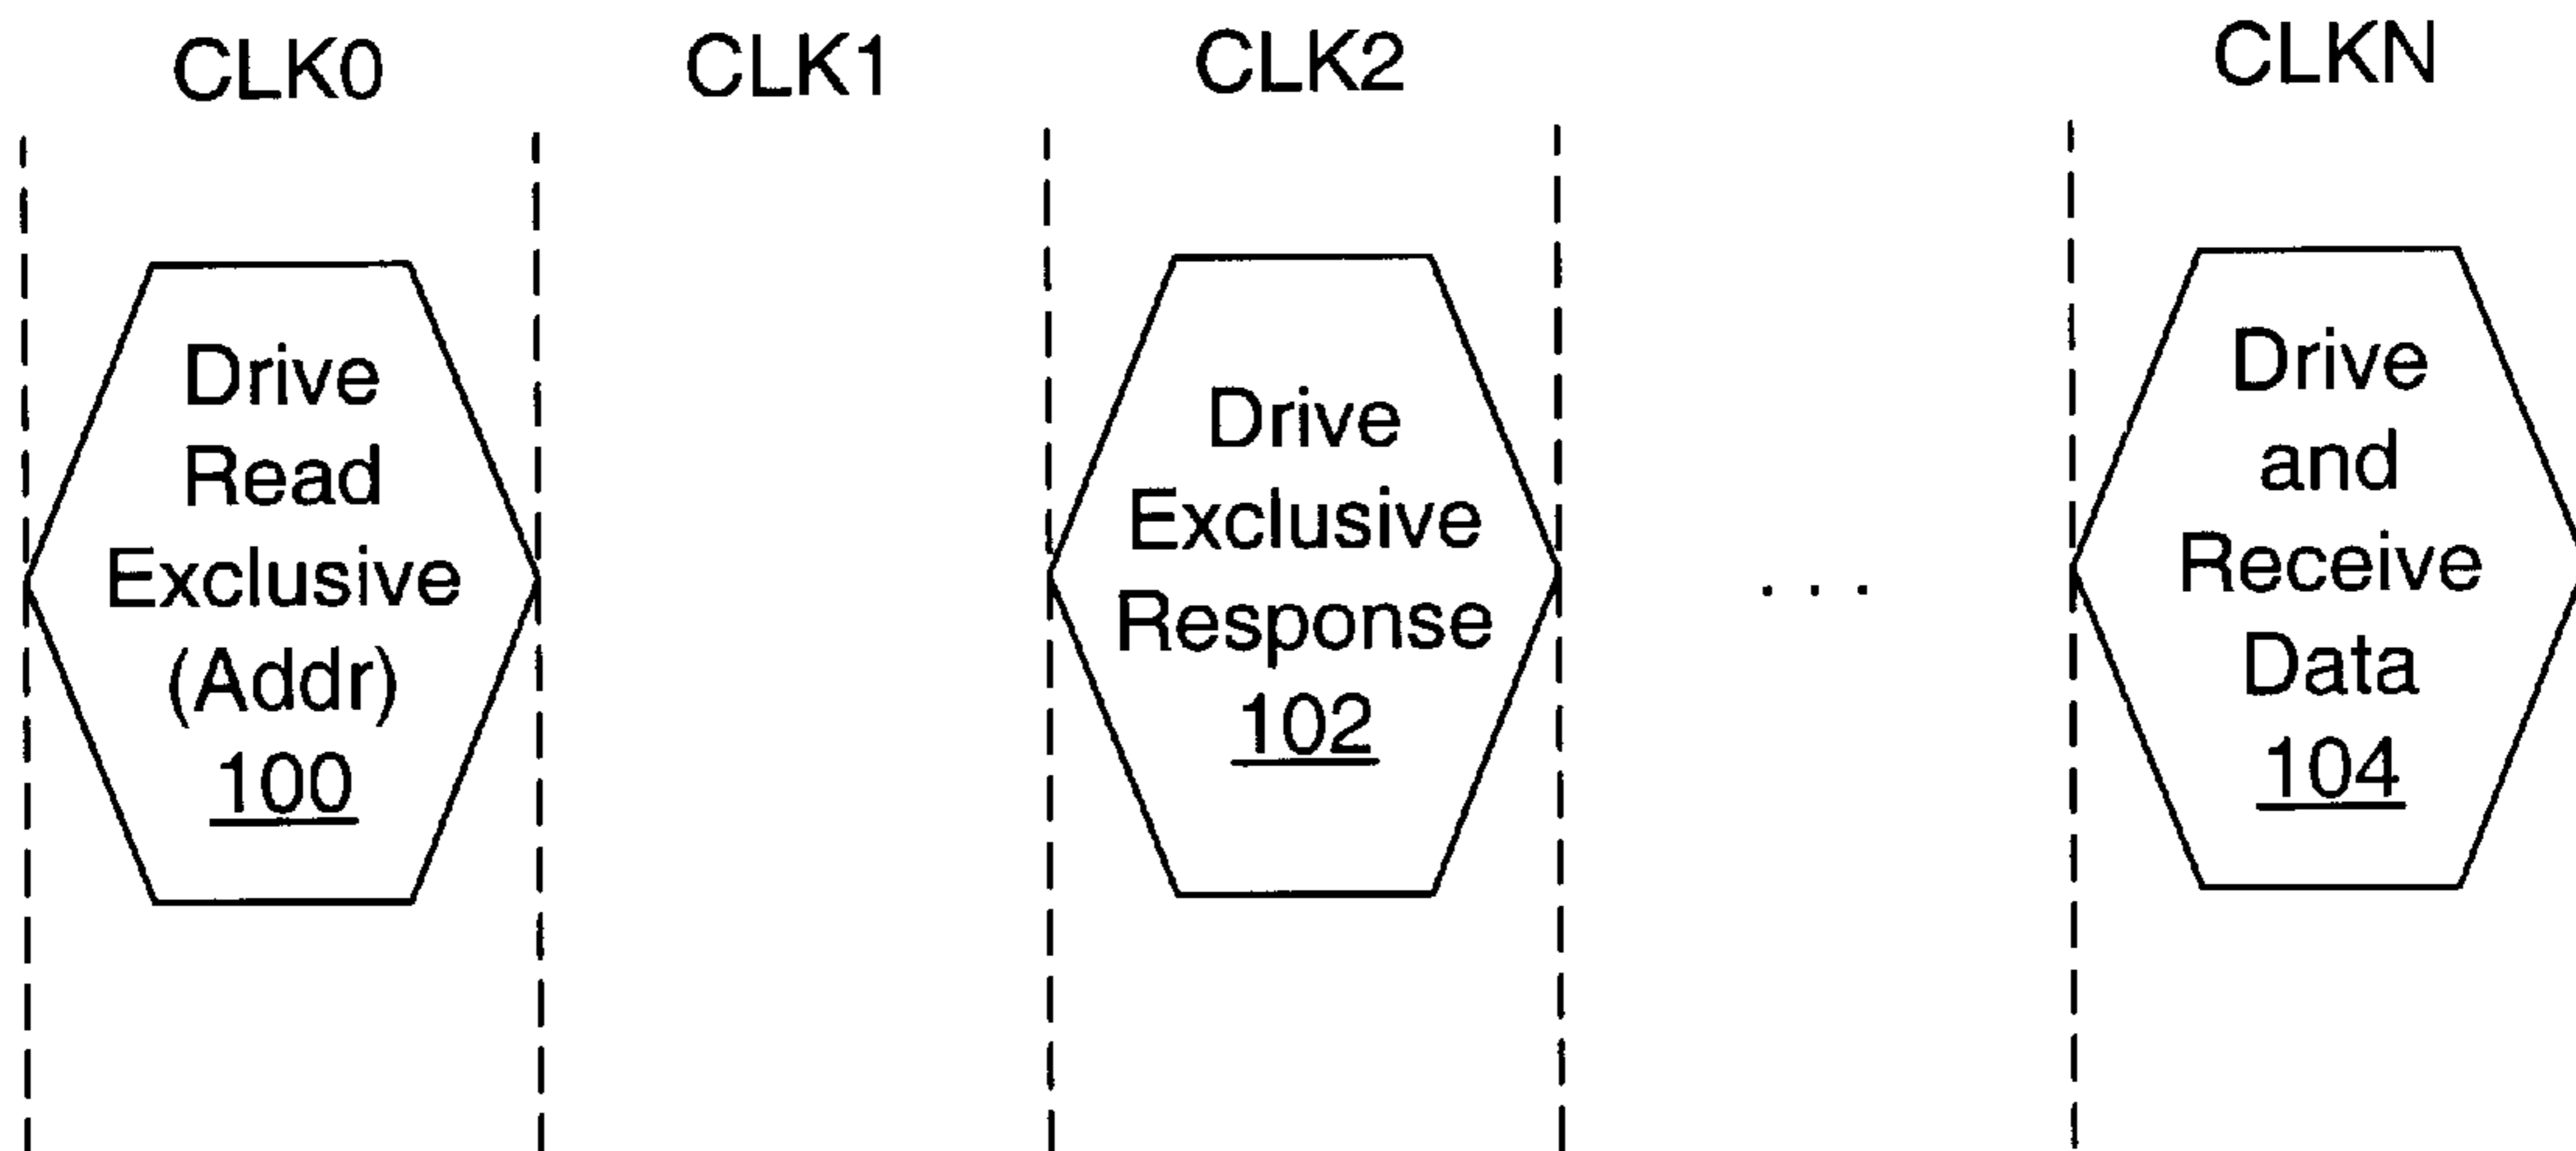 CLK0 CLK1 CLK2 CLKN
Drive
Read
Exclusive
(Addr)
100
Drive
Exclusive
Response
102
. . .
Drive
and
Receive
Data
104